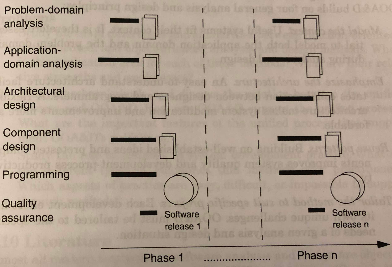 Problem-domain
analysis
Application-
domain analysis
Architectural
design
Component
design
Programming
Quality
assurance
Software
release 1
Software
release n
Phase 1
Phase n